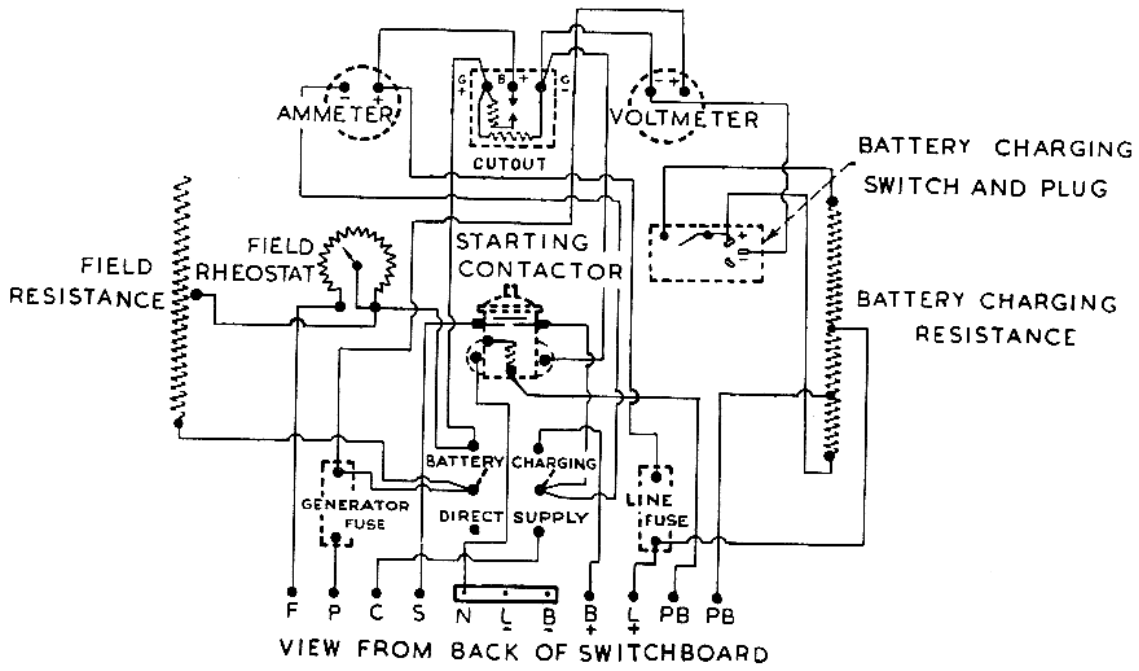 AMMETER
- +
G B + G
+ -
CUTOUT
- +
VOLTMETER
BATTERY CHARGING
SWITCH AND PLUG
+
-
FIELD
RESISTANCE
FIELD
RHEOSTAT
STARTING
CONTACTOR
BATTERY CHARGING
RESISTANCE
BATTERY CHARGING
DIRECT SUPPLY
GENERATOR
FUSE
LINE
FUSE
F P C S N L B B L PB PB
- - + +
VIEW FROM BACK OF SWITCHBOARD